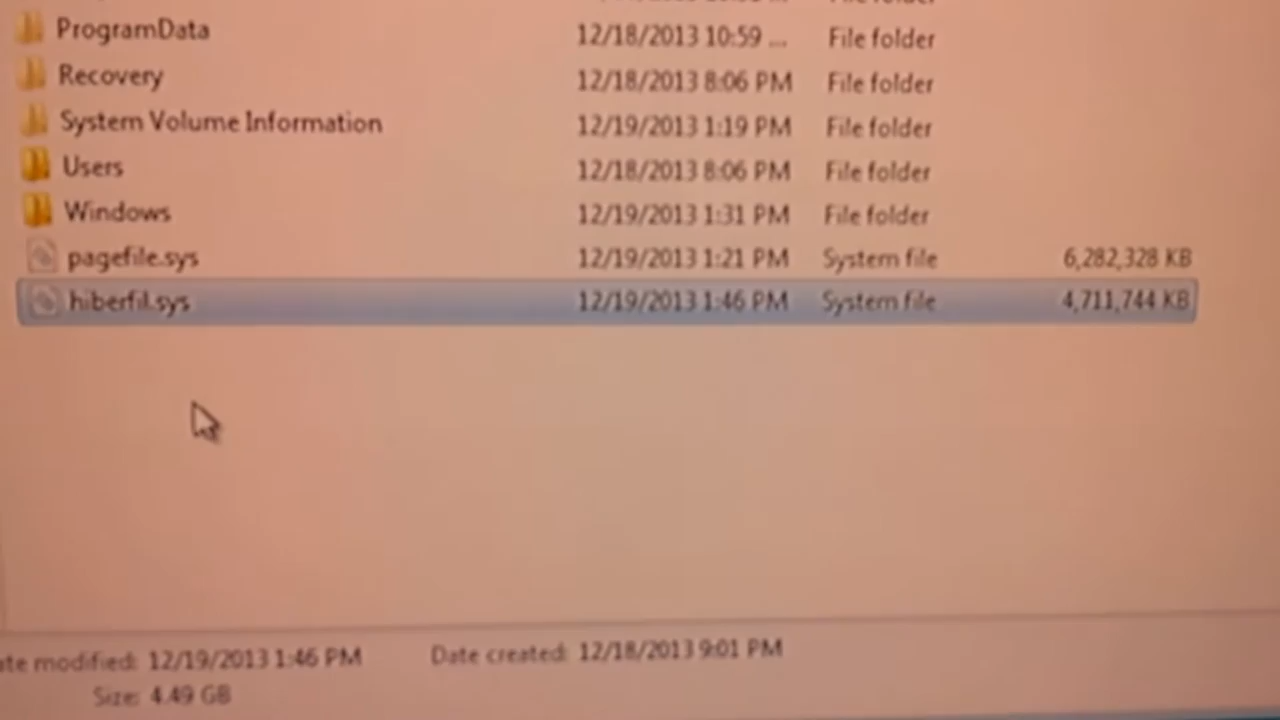 ProgramData 12/18/2013 10:59 ... File folder
Recovery 12/18/2013 8:06 PM File folder
System Volume Information 12/19/2013 1:19 PM File folder
Users 12/18/2013 8:06 PM File folder
Windows 12/19/2013 1:31 PM File folder
pagefile.sys 12/19/2013 1:21 PM System file 6,282,328 KB
hiberfil.sys 12/19/2013 1:46 PM System file 4,711,744 KB
ate modified: 12/19/2013 1:46 PM Date created: 12/18/2013 9:01 PM
Size: 4.49 GB